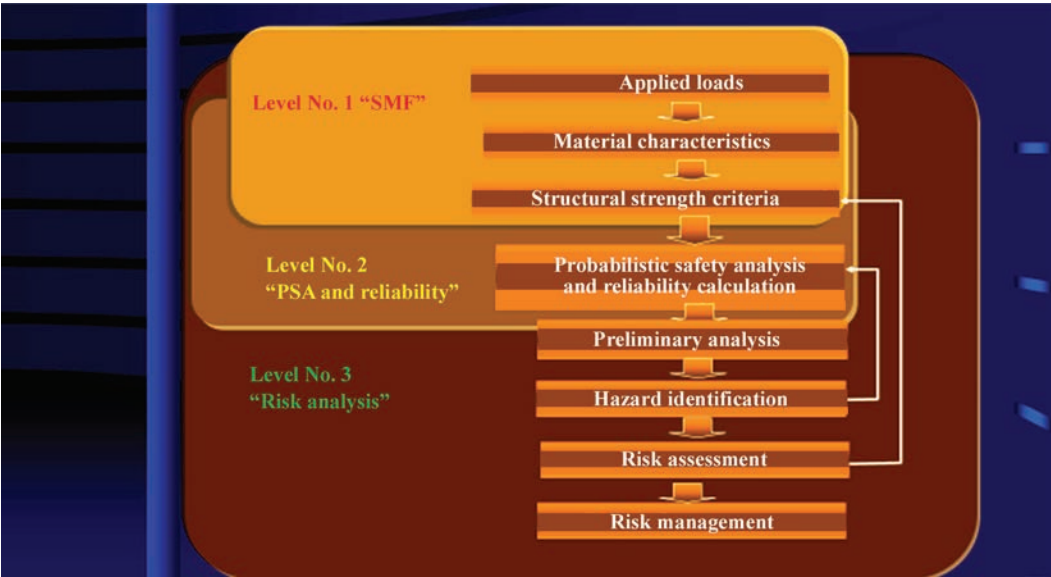 Level No. 1 “SMF”
Applied loads
Material characteristics
Structural strength criteria
Level No. 2
“PSA and reliability”
Probabilistic safety analysis
and reliability calculation
Preliminary analysis
Level No. 3
“Risk analysis”
Hazard identification
Risk assessment
Risk management